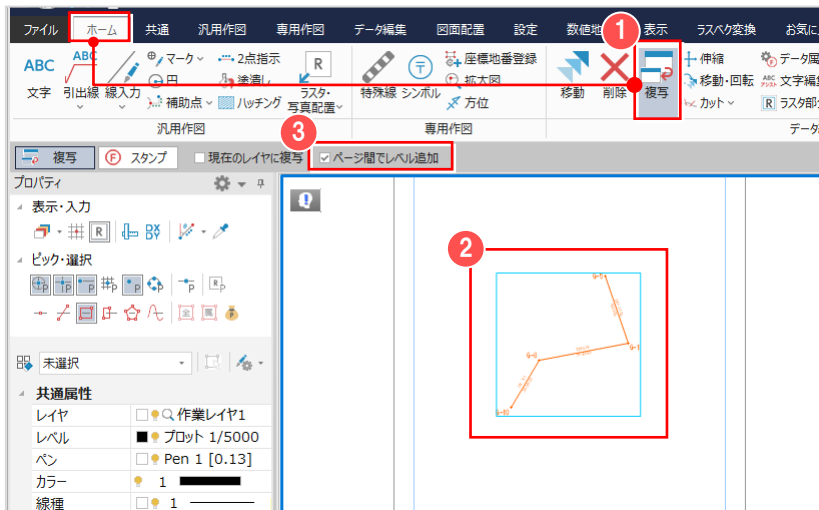 ファイル ホーム 共通 汎用作図 専用作図 データ編集 図面配置 設定 数値地 1 表示 ラスベク変換 お気に
ABC ABC マーク 2点指示 R 座標地番登録 伸縮 データ属
円 塗潰し 拡大図 移動・回転 ABC 文字編集
文字 引出線 線入力 補助点 ハッチング ラスタ・写真配置 特殊線 シンボル 方位 移動 削除 複写 カット R ラスタ部分
汎用作図 専用作図 データ
3
複写 F スタンプ 現在のレイヤに複写 ページ間でレベル追加
プロパティ
表示・入力
R
ピック・選択
2
G-5
G-1
G-8
G-10
未選択
共通属性
レイヤ 作業レイヤ1
レベル プロット 1/5000
ペン Pen 1 [0.13]
カラー 1
線種 1